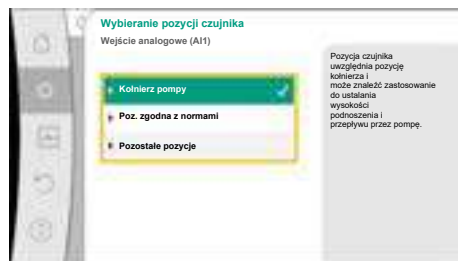 Wybieranie pozycji czujnika
Wejście analogowe (AI1)
Kołnierz pompy
Poz. zgodna z normami
Pozostałe pozycje
Pozycja czujnika
uwzględnia pozycję
kołnierza i
może znaleźć zastosowanie
do ustalania
wysokości
podnoszenia i
przepływu przez pompę.